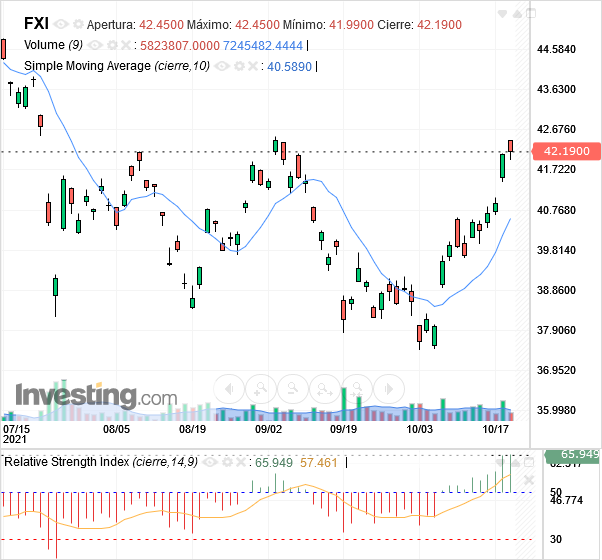 FXI Apertura: 42.4500 Máximo: 42.4500 Mínimo: 41.9900 Cierre: 42.1900
Volume (9) : 5823807.0000 7245482.4444 |
Simple Moving Average (cierre,10) : 40.5890 |
44.5840
43.6300
42.6760
42.1900
41.7220
40.7680
39.8140
38.8600
37.9060
36.9520
35.9980
Investing.com
07/15 08/05 08/19 09/02 09/19 10/03 10/17
2021
Relative Strength Index (cierre,14,9) : 65.949 57.461 |
65.949
62.517
50
46.774
30